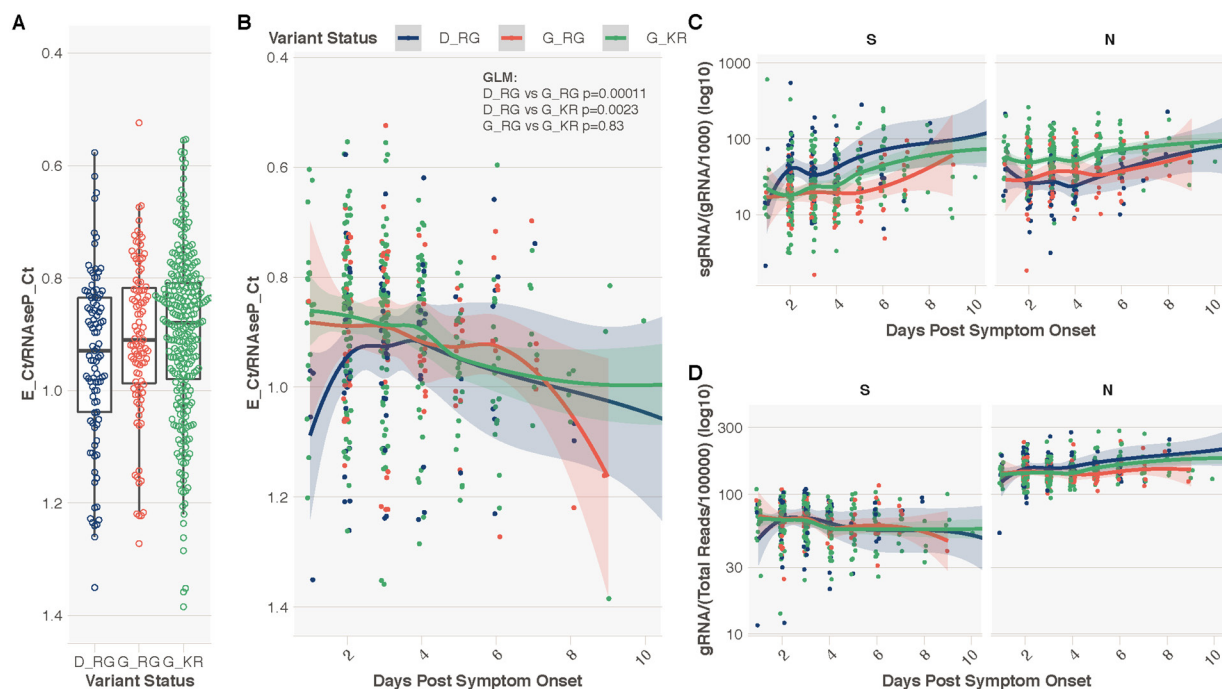 A
E_Ct/RNAseP_Ct
0.4
0.6
0.8
1.0
1.2
1.4
D_RG G_RG G_KR
Variant Status
B
Variant Status D_RG G_RG G_KR
E_Ct/RNAseP_Ct
0.4
0.6
0.8
1.0
1.2
1.4
GLM:
D_RG vs G_RG p=0.00011
D_RG vs G_KR p=0.0023
G_RG vs G_KR p=0.83
2 4 6 8 10
Days Post Symptom Onset
C
S N
sgRNA/(gRNA/1000) (log10)
1000
100
10
2 4 6 8 10 2 4 6 8 10
Days Post Symptom Onset
D
S N
gRNA/(Total Reads/100000) (log10)
300
100
30
10
2 4 6 8 10 2 4 6 8 10
Days Post Symptom Onset